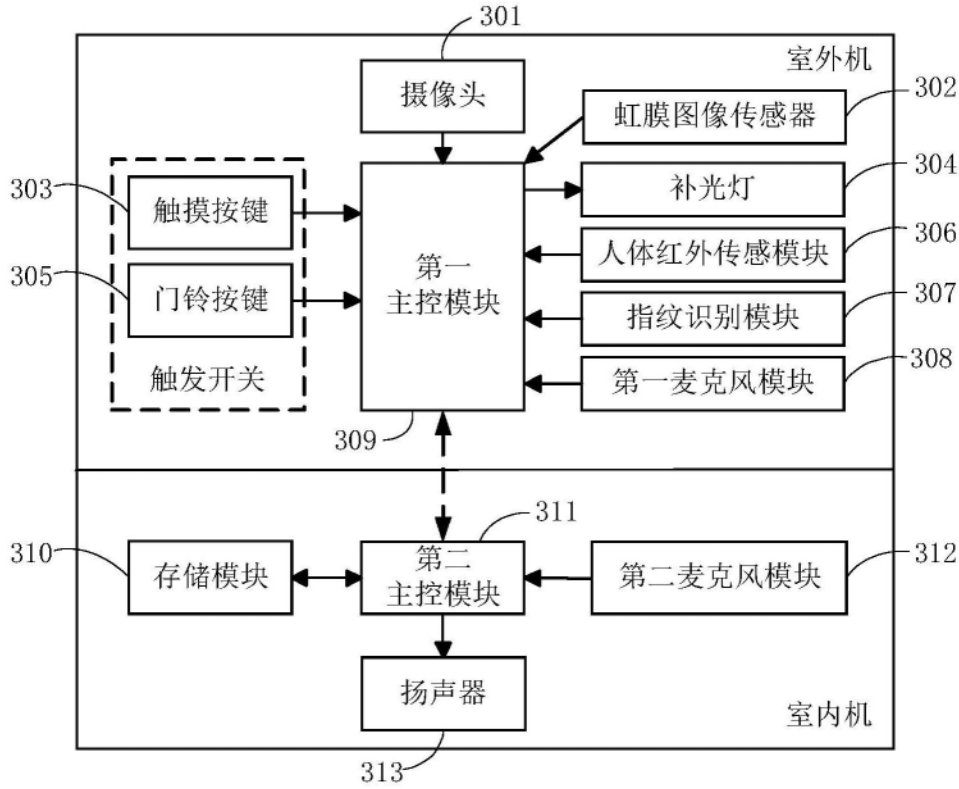 301
室外机
摄像头
302
虹膜图像传感器
303
触摸按键
304
补光灯
305
门铃按键
触发开关
第一
主控模块
306
人体红外传感模块
307
指纹识别模块
308
第一麦克风模块
309
311
310
存储模块
第二
主控模块
312
第二麦克风模块
扬声器
室内机
313